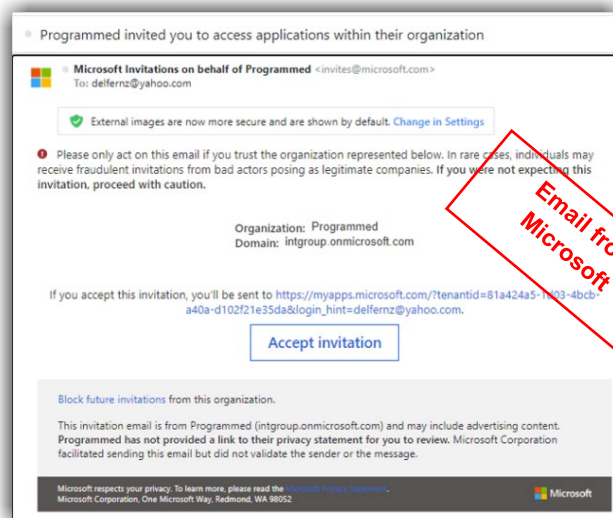 Programmed invited you to access applications within their organization
Microsoft Invitations on behalf of Programmed <invites@microsoft.com>
To: delfernz@yahoo.com
External images are now more secure and are shown by default. Change in Settings
Please only act on this email if you trust the organization represented below. In rare cases, individuals may
receive fraudulent invitations from bad actors posing as legitimate companies. If you were not expecting this
invitation, proceed with caution.
Email fro
Microsoft
Organization: Programmed
Domain: intgroup.onmicrosoft.com
If you accept this invitation, you'll be sent to https://myapps.microsoft.com/?tenantid=81a424a5-1d03-4bcb-
a40a-d102f21e35da&login_hint=delfernz@yahoo.com.
Accept invitation
Block future invitations from this organization.
This invitation email is from Programmed (intgroup.onmicrosoft.com) and may include advertising content.
Programmed has not provided a link to their privacy statement for you to review. Microsoft Corporation
facilitated sending this email but did not validate the sender or the message.
Microsoft respects your privacy. To learn more, please read the Microsoft Privacy Statement.
Microsoft Corporation, One Microsoft Way, Redmond, WA 98052
Microsoft